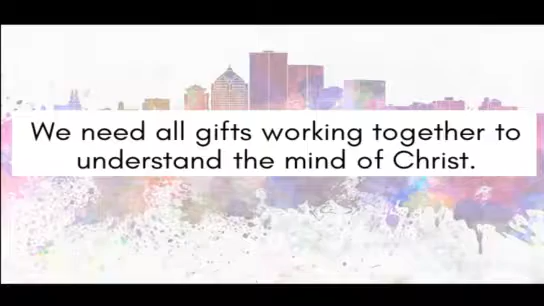 We need all gifts working together to
understand the mind of Christ.